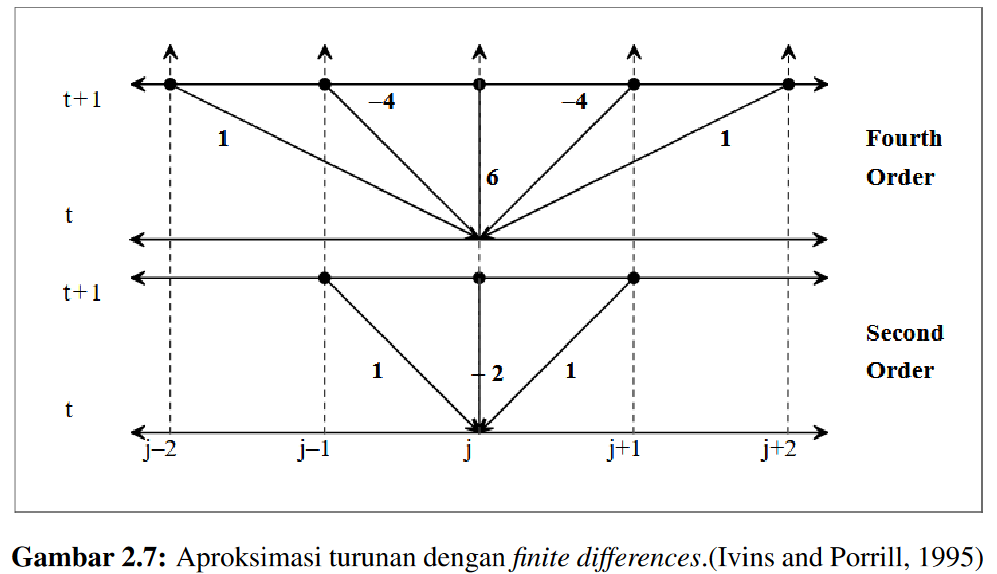 t+1
–4
–4
1
1
Fourth
Order
6
t
t+1
Second
Order
1
– 2
1
t
j–2
j–1
j
j+1
j+2
Gambar 2.7: Aproksimasi turunan dengan finite differences.(Ivins and Porrill, 1995)